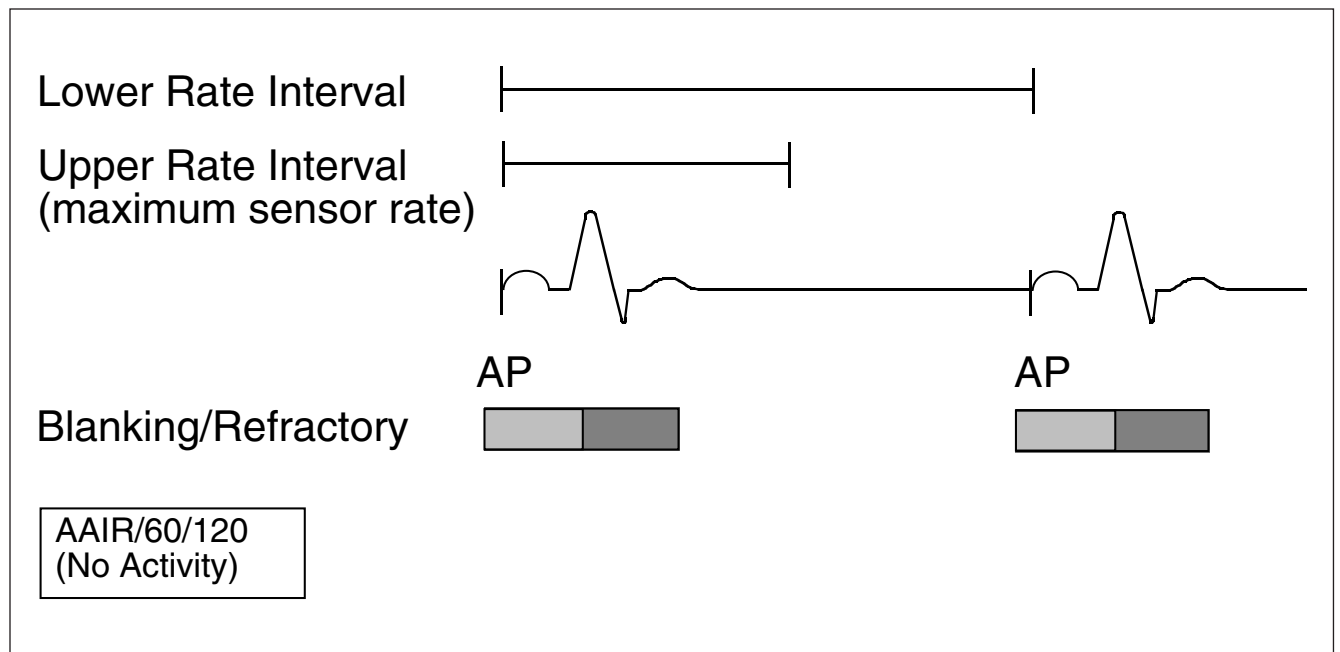 Lower Rate Interval
Upper Rate Interval
(maximum sensor rate)
AP AP
Blanking/Refractory
AAIR/60/120
(No Activity)